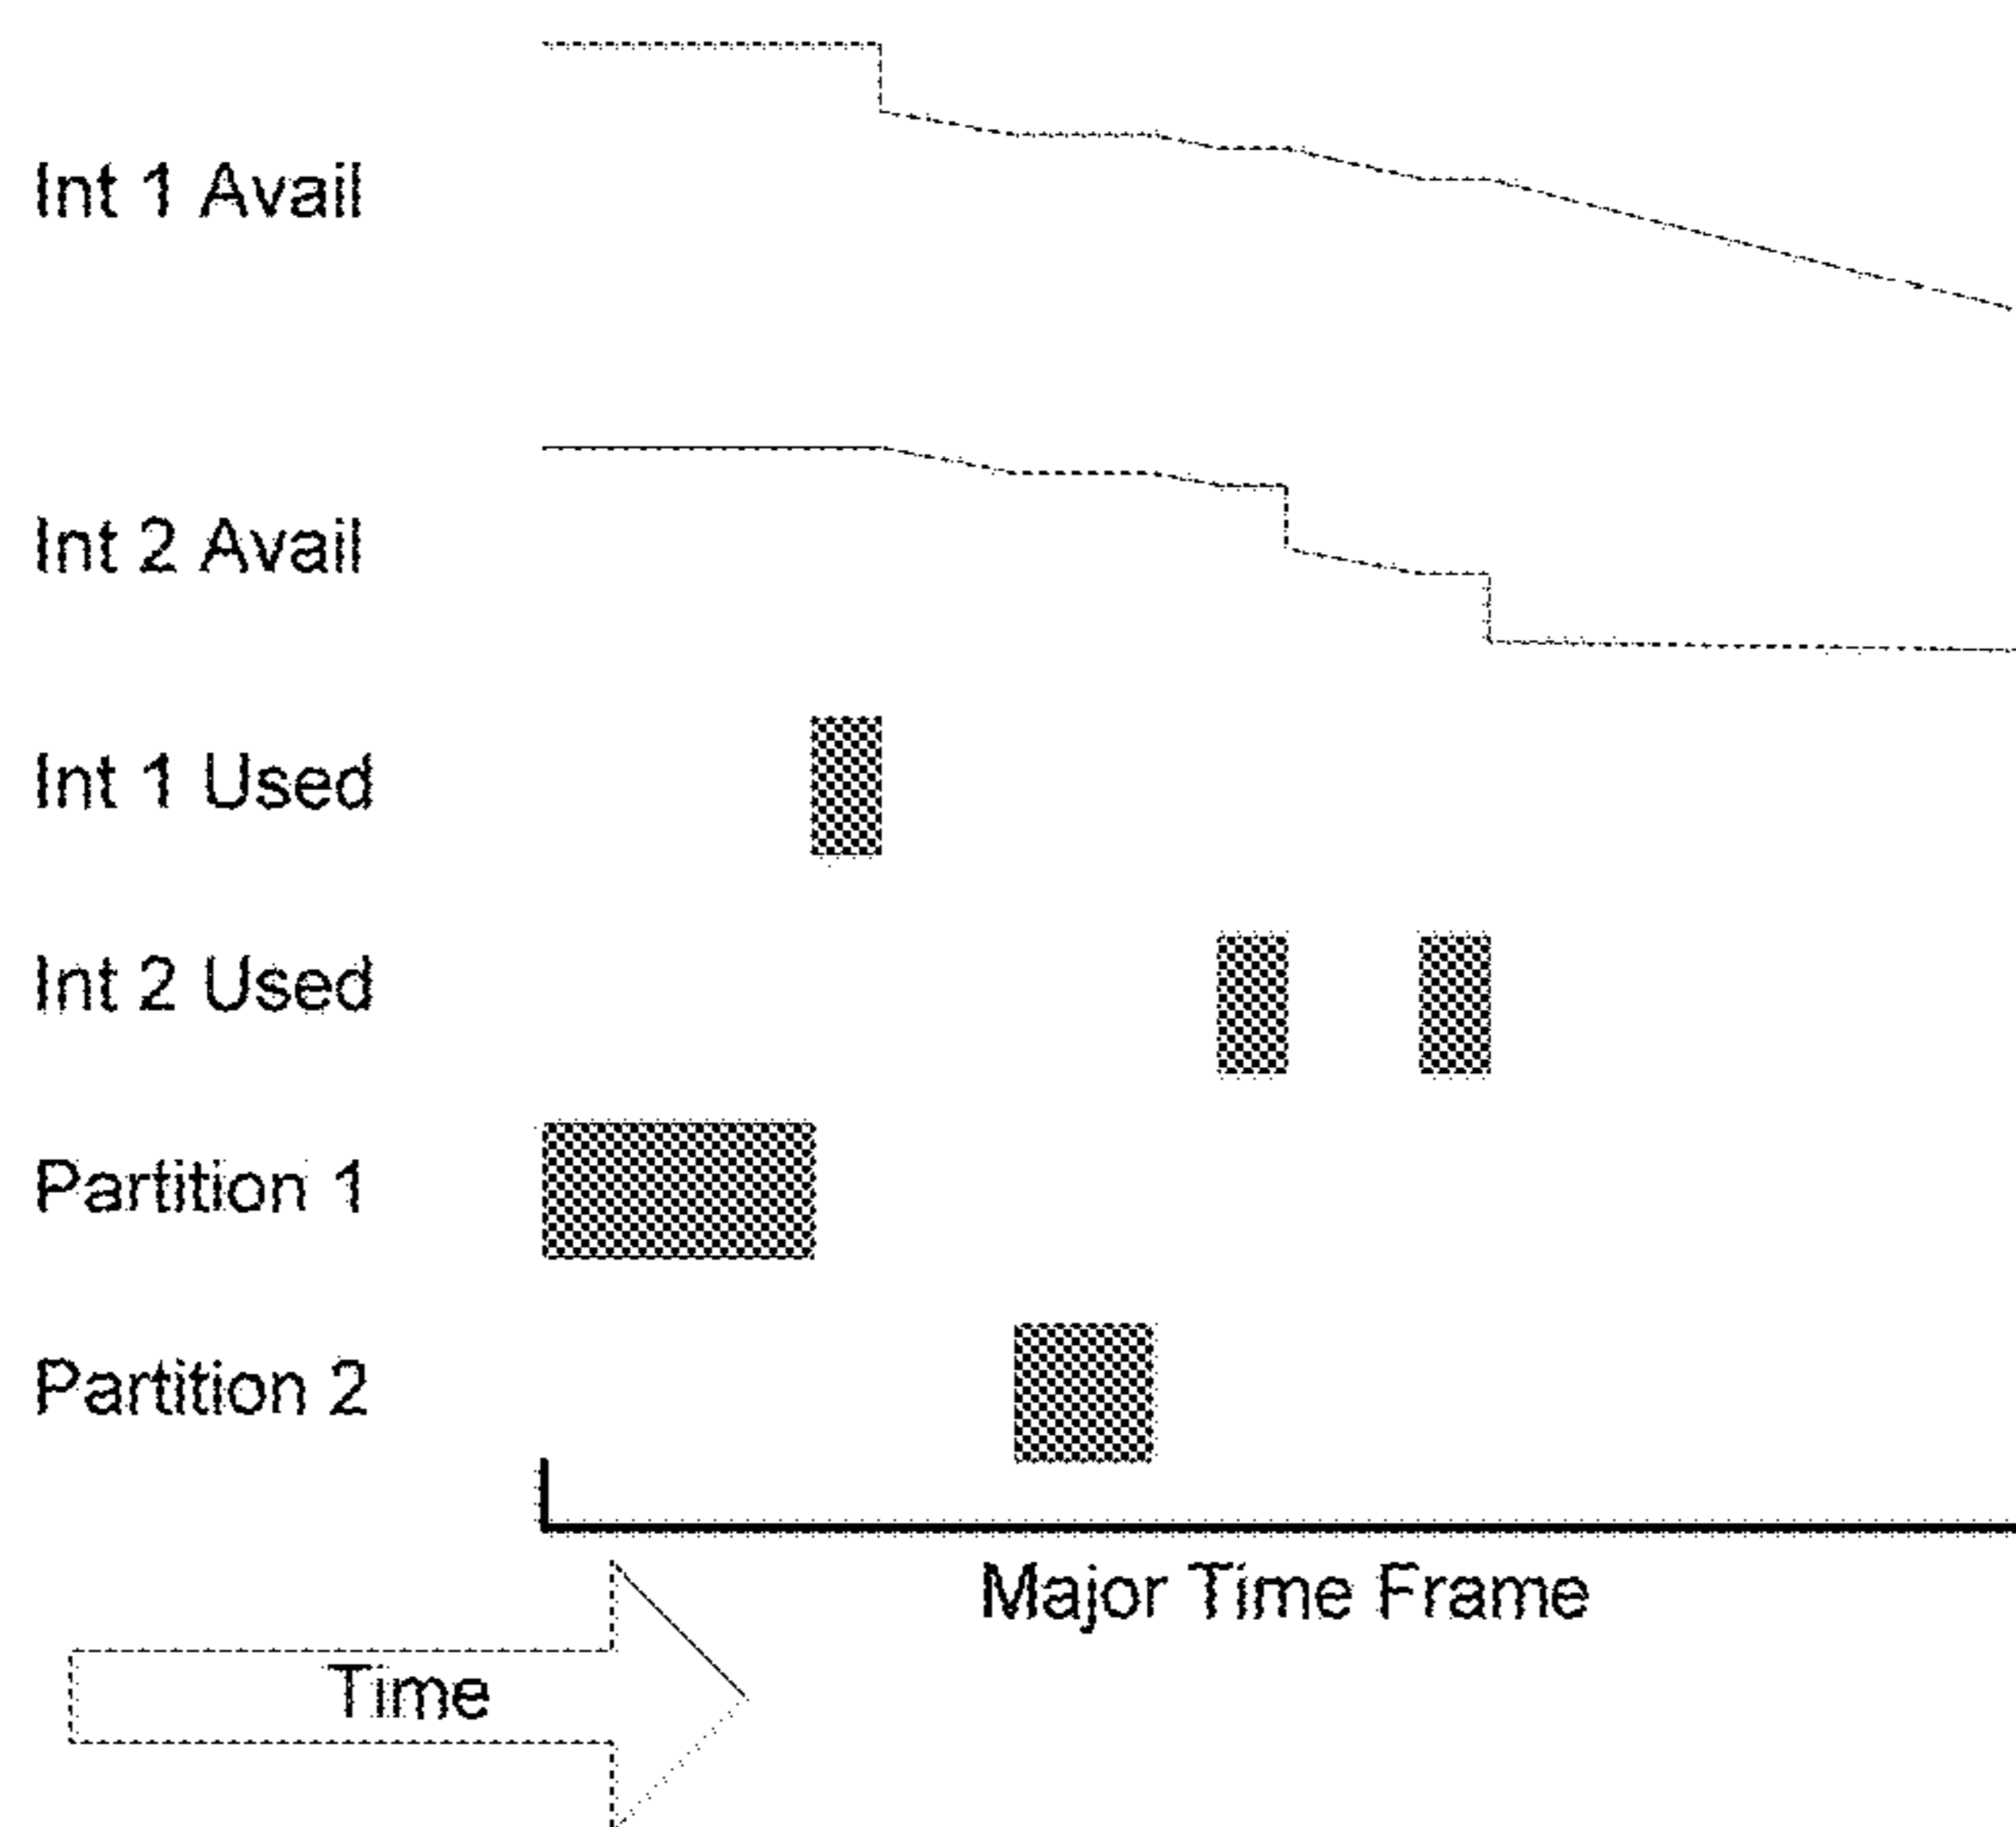 Int 1 Avail
Int 2 Avail
Int 1 Used
Int 2 Used
Partition 1
Partition 2
Major Time Frame
Time